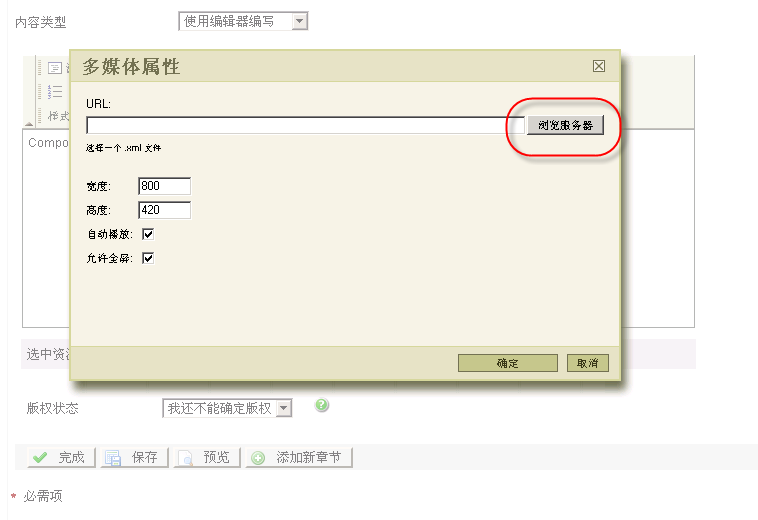 内容类型
使用编辑器编写
多媒体属性
样式
URL:
浏览服务器
Compo
选择一个 .xml 文件
宽度: 800
高度: 420
自动播放:
允许全屏:
选中资
确定 取消
版权状态 我还不能确定版权
完成 保存 预览 添加新章节
* 必需项